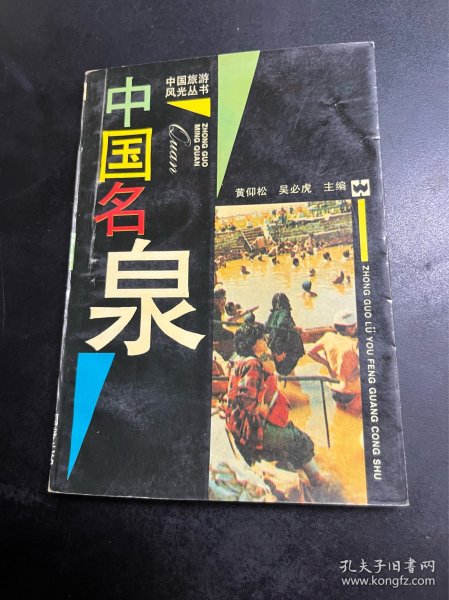 中国名泉
中国旅游
风光丛书
ZHONG GUO
MING QUAN
Quan
黄仰松 吴必虎 主编
ZHONG GUO LÜ YOU FENG GUANG CONG SHU
孔夫子旧书网
www.kongfz.com